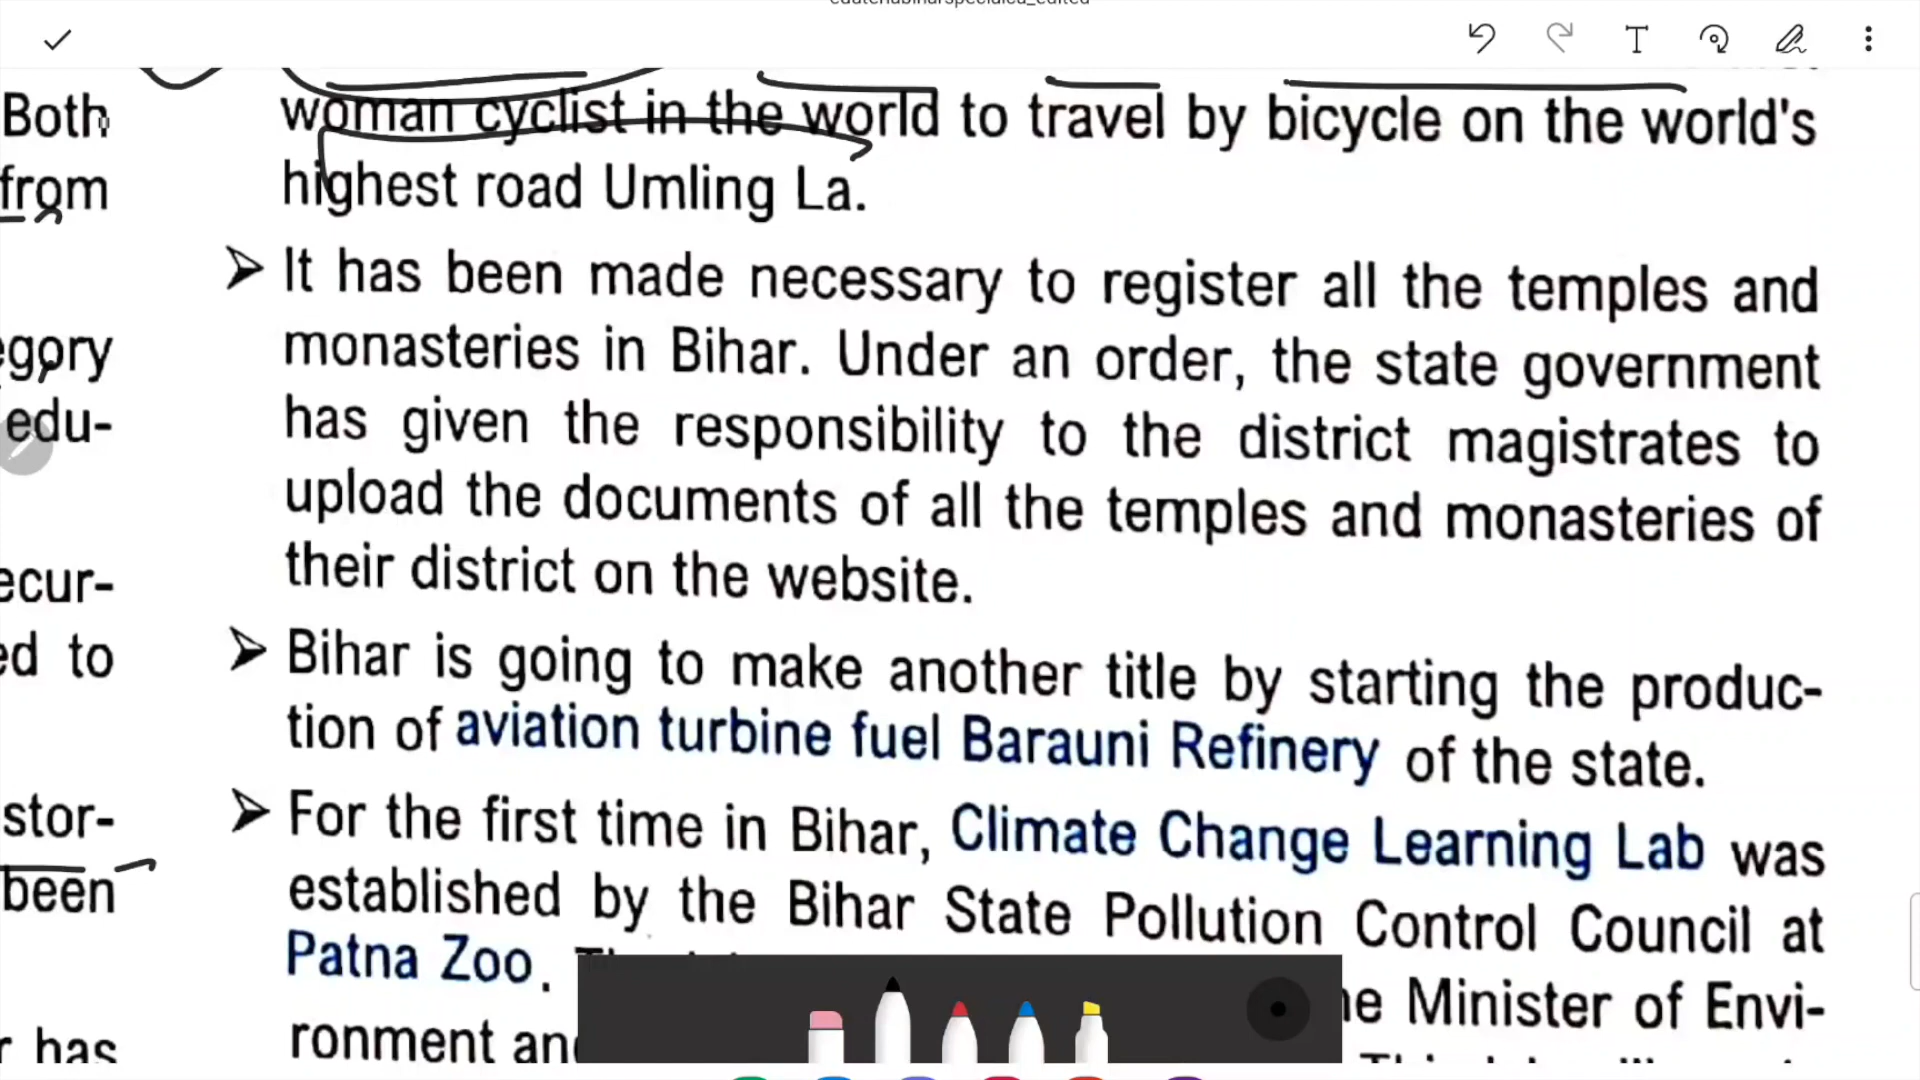 Both
from
egory
edu-
ecur-
ed to
stor-
been
r has
woman cyclist in the world to travel by bicycle on the world's
highest road Umling La.
➢ It has been made necessary to register all the temples and
monasteries in Bihar. Under an order, the state government
has given the responsibility to the district magistrates to
upload the documents of all the temples and monasteries of
their district on the website.
➢ Bihar is going to make another title by starting the produc-
tion of aviation turbine fuel Barauni Refinery of the state.
➢ For the first time in Bihar, Climate Change Learning Lab was
established by the Bihar State Pollution Control Council at
Patna Zoo. he Minister of Envi-
ronment an